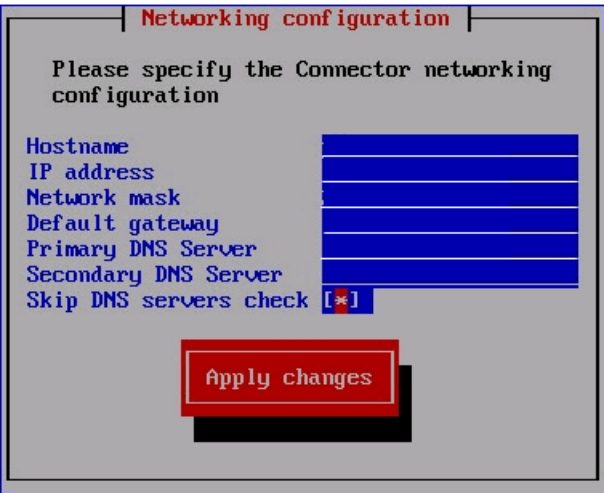 Networking configuration
Please specify the Connector networking
configuration
Hostname
IP address
Network mask
Default gateway
Primary DNS Server
Secondary DNS Server
Skip DNS servers check [*]
Apply changes